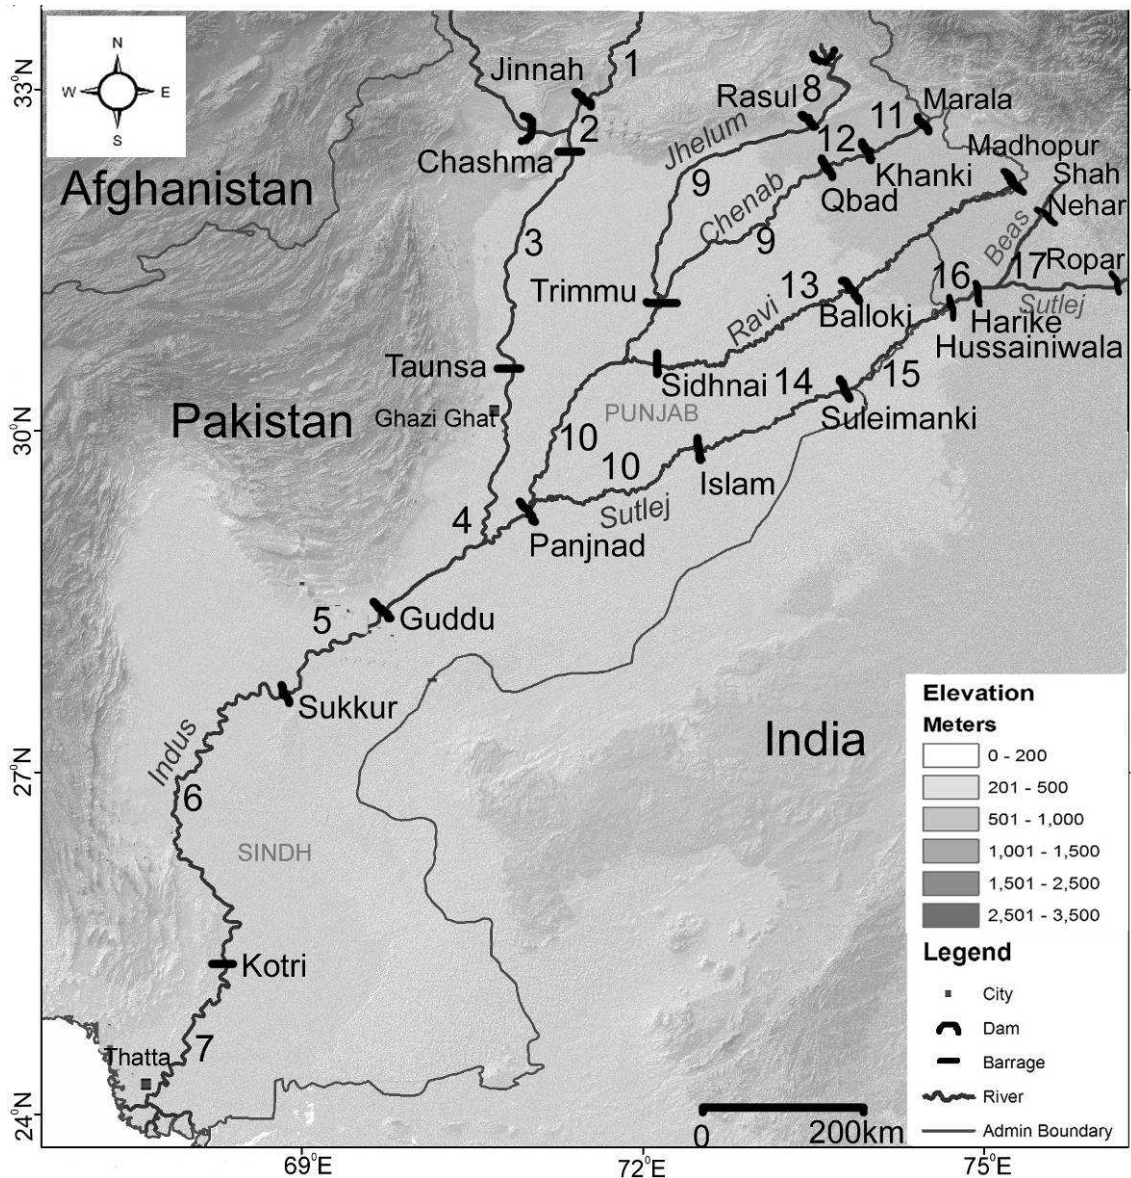 N
W E
S
33°N
30°N
27°N
24°N
69°E
72°E
75°E
Jinnah
1
2
Chashma
Afghanistan
3
Rasul
8
Jhelum
9
12
11
Marala
Khanki
Qbad
Chenab
9
Madhopur
Shah
Nehar
Beas
17
Ropar
Sutlej
16
Harike
Hussainiwala
Trimmu
13
Ravi
Balloki
Sidhnai
14
15
Suleimanki
Taunsa
Ghazi Ghat
Pakistan
PUNJAB
10
10
Islam
Sutlej
4
Panjnad
5
Guddu
Sukkur
Indus
6
SINDH
India
Kotri
7
Thatta
Elevation
Meters
0 - 200
201 - 500
501 - 1,000
1,001 - 1,500
1,501 - 2,500
2,501 - 3,500
Legend
City
Dam
Barrage
River
Admin Boundary
0 200km